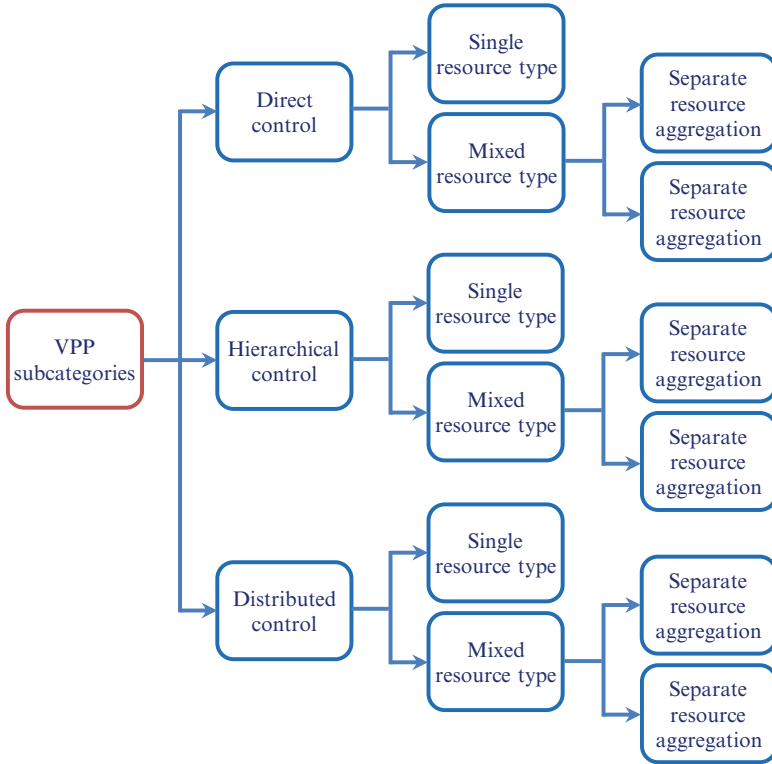 VPP
subcategories
Direct
control
Single
resource type
Mixed
resource type
Separate
resource
aggregation
Separate
resource
aggregation
Hierarchical
control
Single
resource type
Mixed
resource type
Separate
resource
aggregation
Separate
resource
aggregation
Distributed
control
Single
resource type
Mixed
resource type
Separate
resource
aggregation
Separate
resource
aggregation